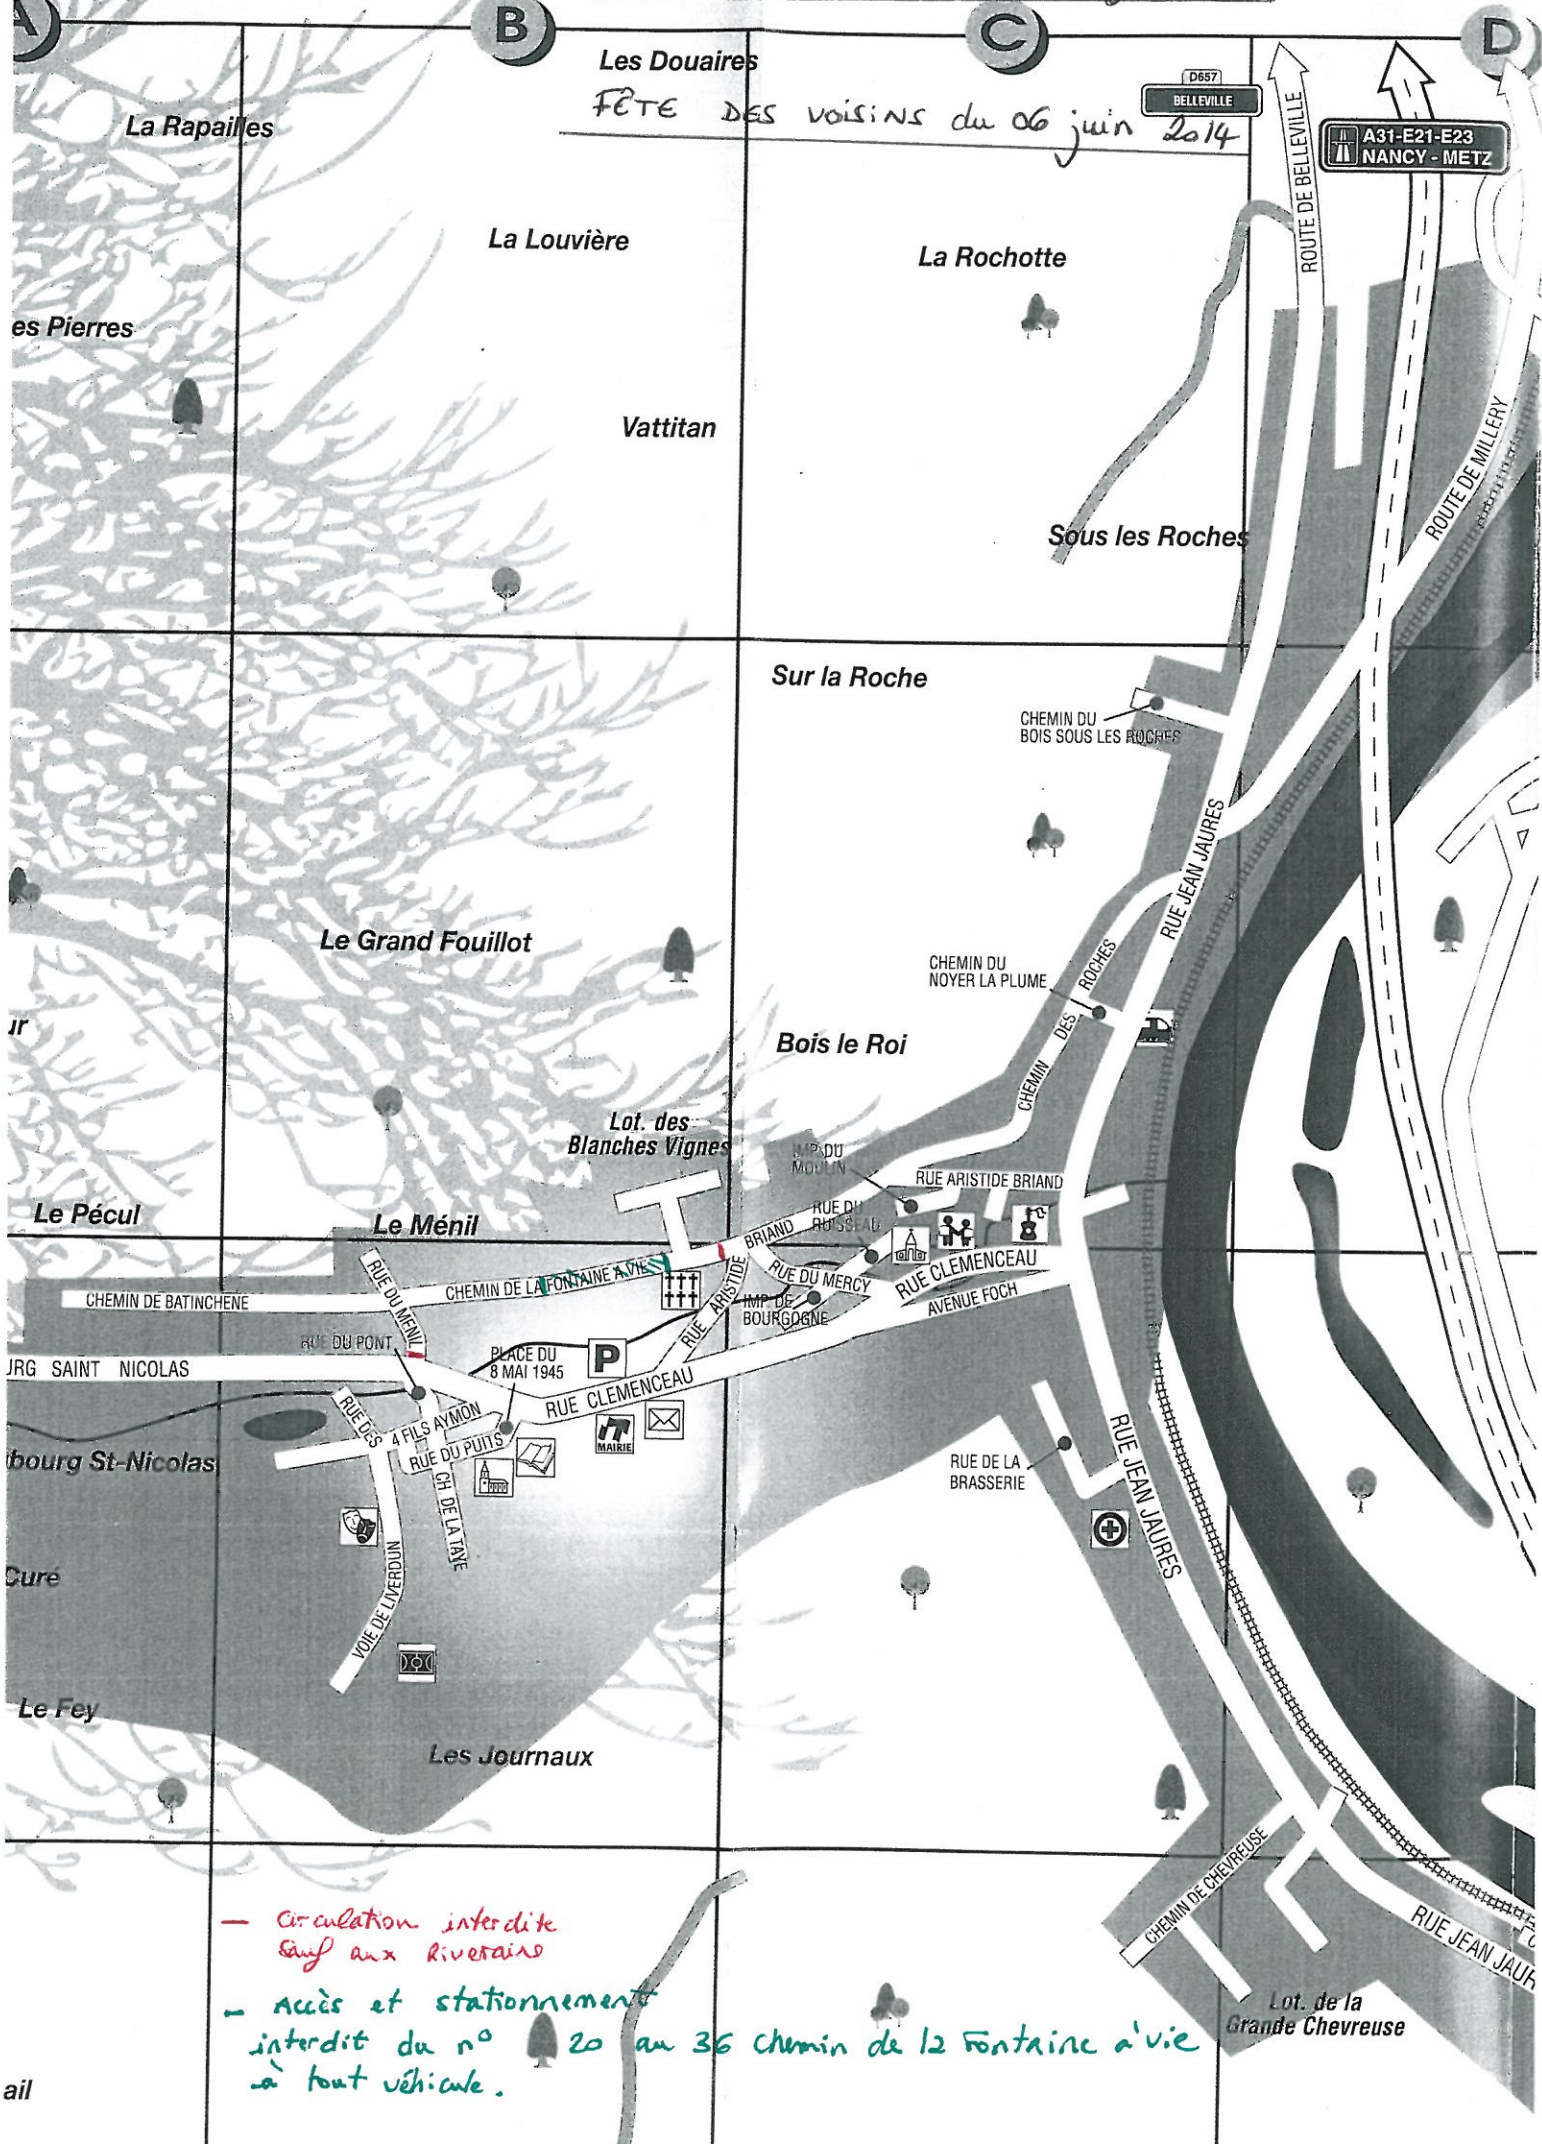 A
B
C
D
Les Douaires
FÊTE DES VOISINS du 06 juin 2014
D657
BELLEVILLE
A31-E21-E23
NANCY - METZ
ROUTE DE BELLEVILLE
La Rapailles
La Louvière
La Rochotte
es Pierres
Vattitan
ROUTE DE MILLERY
Sous les Roches
Sur la Roche
CHEMIN DU
BOIS SOUS LES ROCHES
RUE JEAN JAURES
Le Grand Fouillot
CHEMIN DU
NOYER LA PLUME
CHEMIN DES ROCHES
ur
Bois le Roi
Lot. des
Blanches Vignes
IMP. DU
MOULIN
RUE ARISTIDE BRIAND
Le Pécul
Le Ménil
RUE DU
RUISSEAU
RUE ARISTIDE BRIAND
RUE DU MENIL
CHEMIN DE LA FONTAINE A VIE
RUE DU MERCY
RUE CLEMENCEAU
CHEMIN DE BATINCHENE
IMP. DE
BOURGOGNE
AVENUE FOCH
RUE DU PONT
PLACE DU
8 MAI 1945
P
URG SAINT NICOLAS
RUE CLEMENCEAU
RUE DES 4 FILS AYMON
RUE DU PUITS
MAIRIE
bourg St-Nicolas
CH DE LA TAYE
RUE DE LA
BRASSERIE
RUE JEAN JAURES
Curé
VOIE DE LIVERDUN
Le Fey
Les Journaux
CHEMIN DE CHEVREUSE
RUE JEAN JAUR
Lot. de la
Grande Chevreuse
— Circulation interdite
sauf aux Riverains
— Accès et stationnement
interdit du n° 20 au 36 chemin de la Fontaine à vie
à tout véhicule.
ail